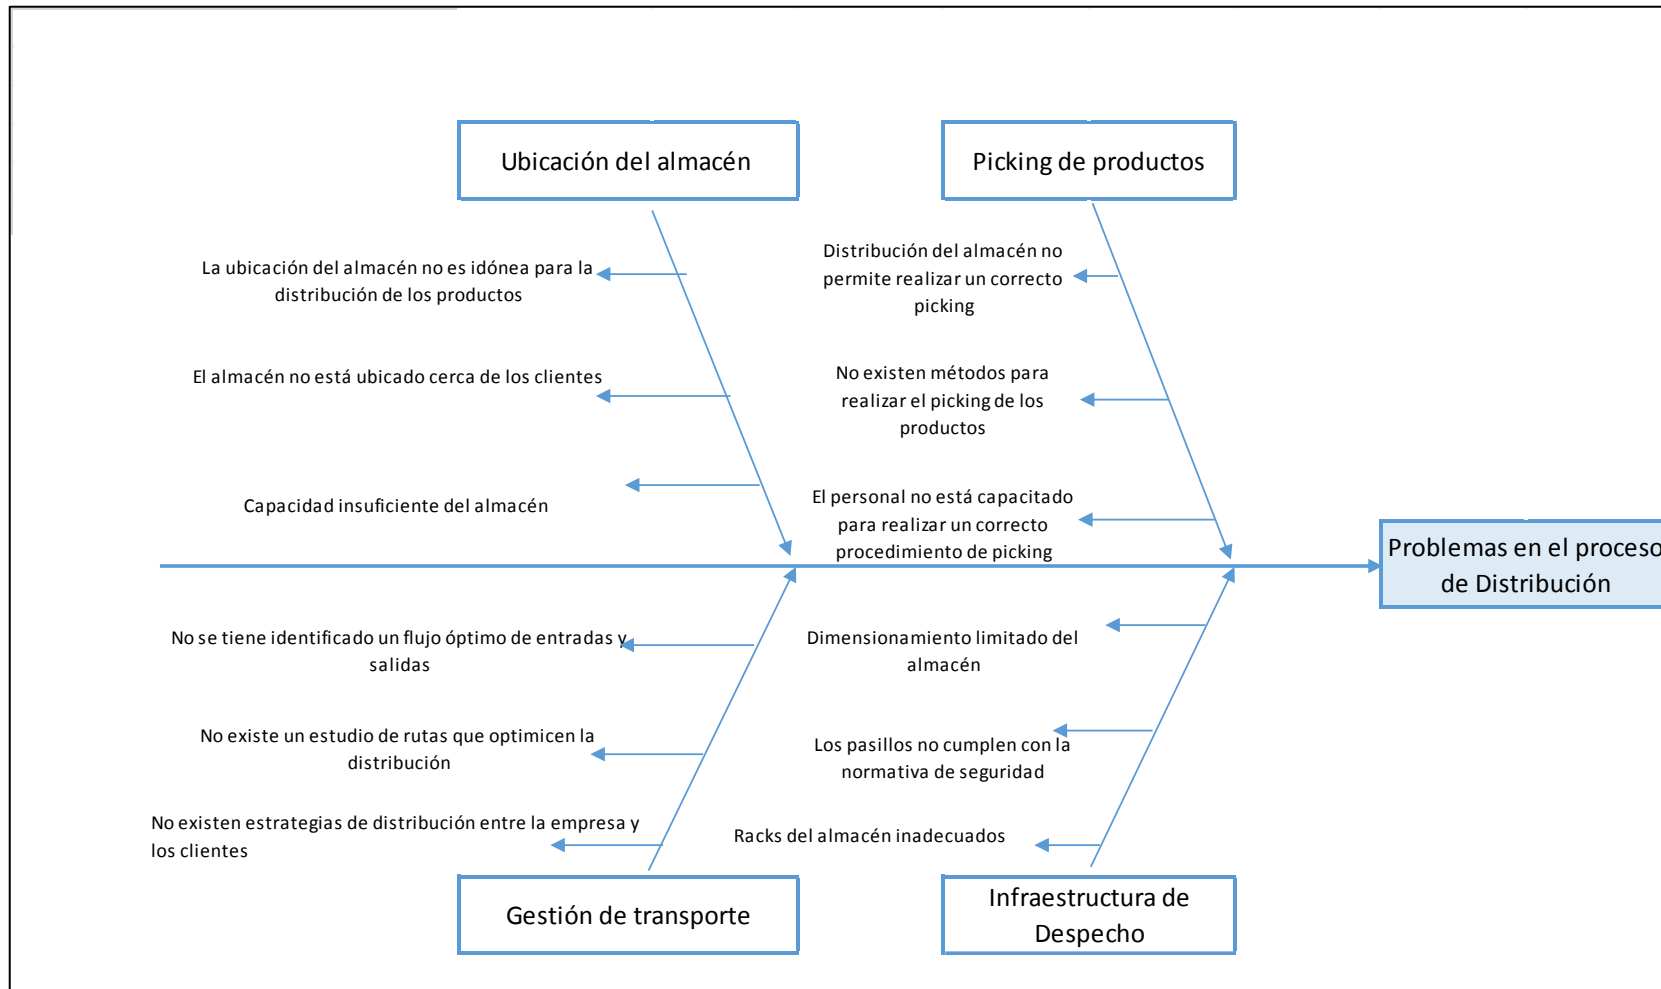 Ubicación del almacén
Picking de productos
La ubicación del almacén no es idónea para la
distribución de los productos
Distribución del almacén no
permite realizar un correcto
picking
El almacén no está ubicado cerca de los clientes
No existen métodos para
realizar el picking de los
productos
Capacidad insuficiente del almacén
El personal no está capacitado
para realizar un correcto
procedimiento de picking
Problemas en el proceso
de Distribución
No se tiene identificado un flujo óptimo de entradas y
salidas
Dimensionamiento limitado del
almacén
No existe un estudio de rutas que optimicen la
distribución
Los pasillos no cumplen con la
normativa de seguridad
No existen estrategias de distribución entre la empresa y
los clientes
Racks del almacén inadecuados
Gestión de transporte
Infraestructura de
Despecho